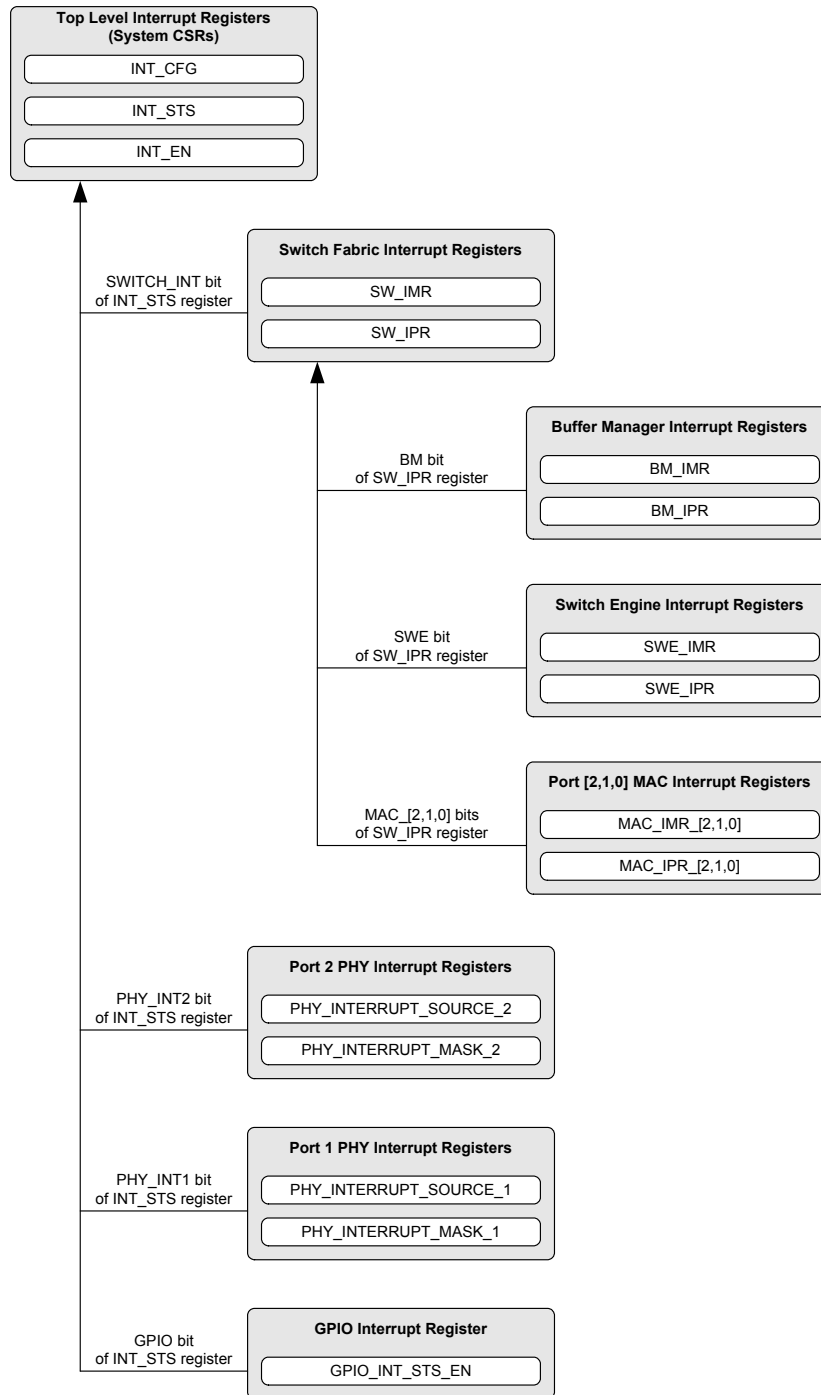 Top Level Interrupt Registers
(System CSRs)
INT_CFG
INT_STS
INT_EN
Switch Fabric Interrupt Registers
SWITCH_INT bit
of INT_STS register
SW_IMR
SW_IPR
Buffer Manager Interrupt Registers
BM bit
of SW_IPR register
BM_IMR
BM_IPR
Switch Engine Interrupt Registers
SWE bit
of SW_IPR register
SWE_IMR
SWE_IPR
Port [2,1,0] MAC Interrupt Registers
MAC_[2,1,0] bits
of SW_IPR register
MAC_IMR_[2,1,0]
MAC_IPR_[2,1,0]
Port 2 PHY Interrupt Registers
PHY_INT2 bit
of INT_STS register
PHY_INTERRUPT_SOURCE_2
PHY_INTERRUPT_MASK_2
Port 1 PHY Interrupt Registers
PHY_INT1 bit
of INT_STS register
PHY_INTERRUPT_SOURCE_1
PHY_INTERRUPT_MASK_1
GPIO Interrupt Register
GPIO bit
of INT_STS register
GPIO_INT_STS_EN